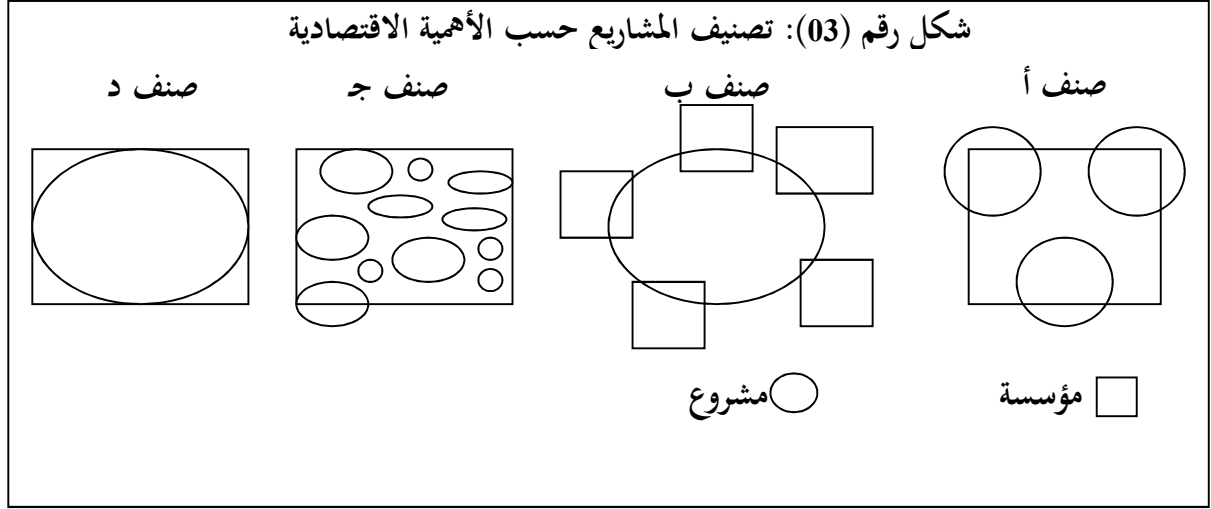 شكل رقم (03): تصنيف المشاريع حسب الأهمية الاقتصادية
صنف أ صنف ب صنف جـ صنف د
مؤسسة مشروع